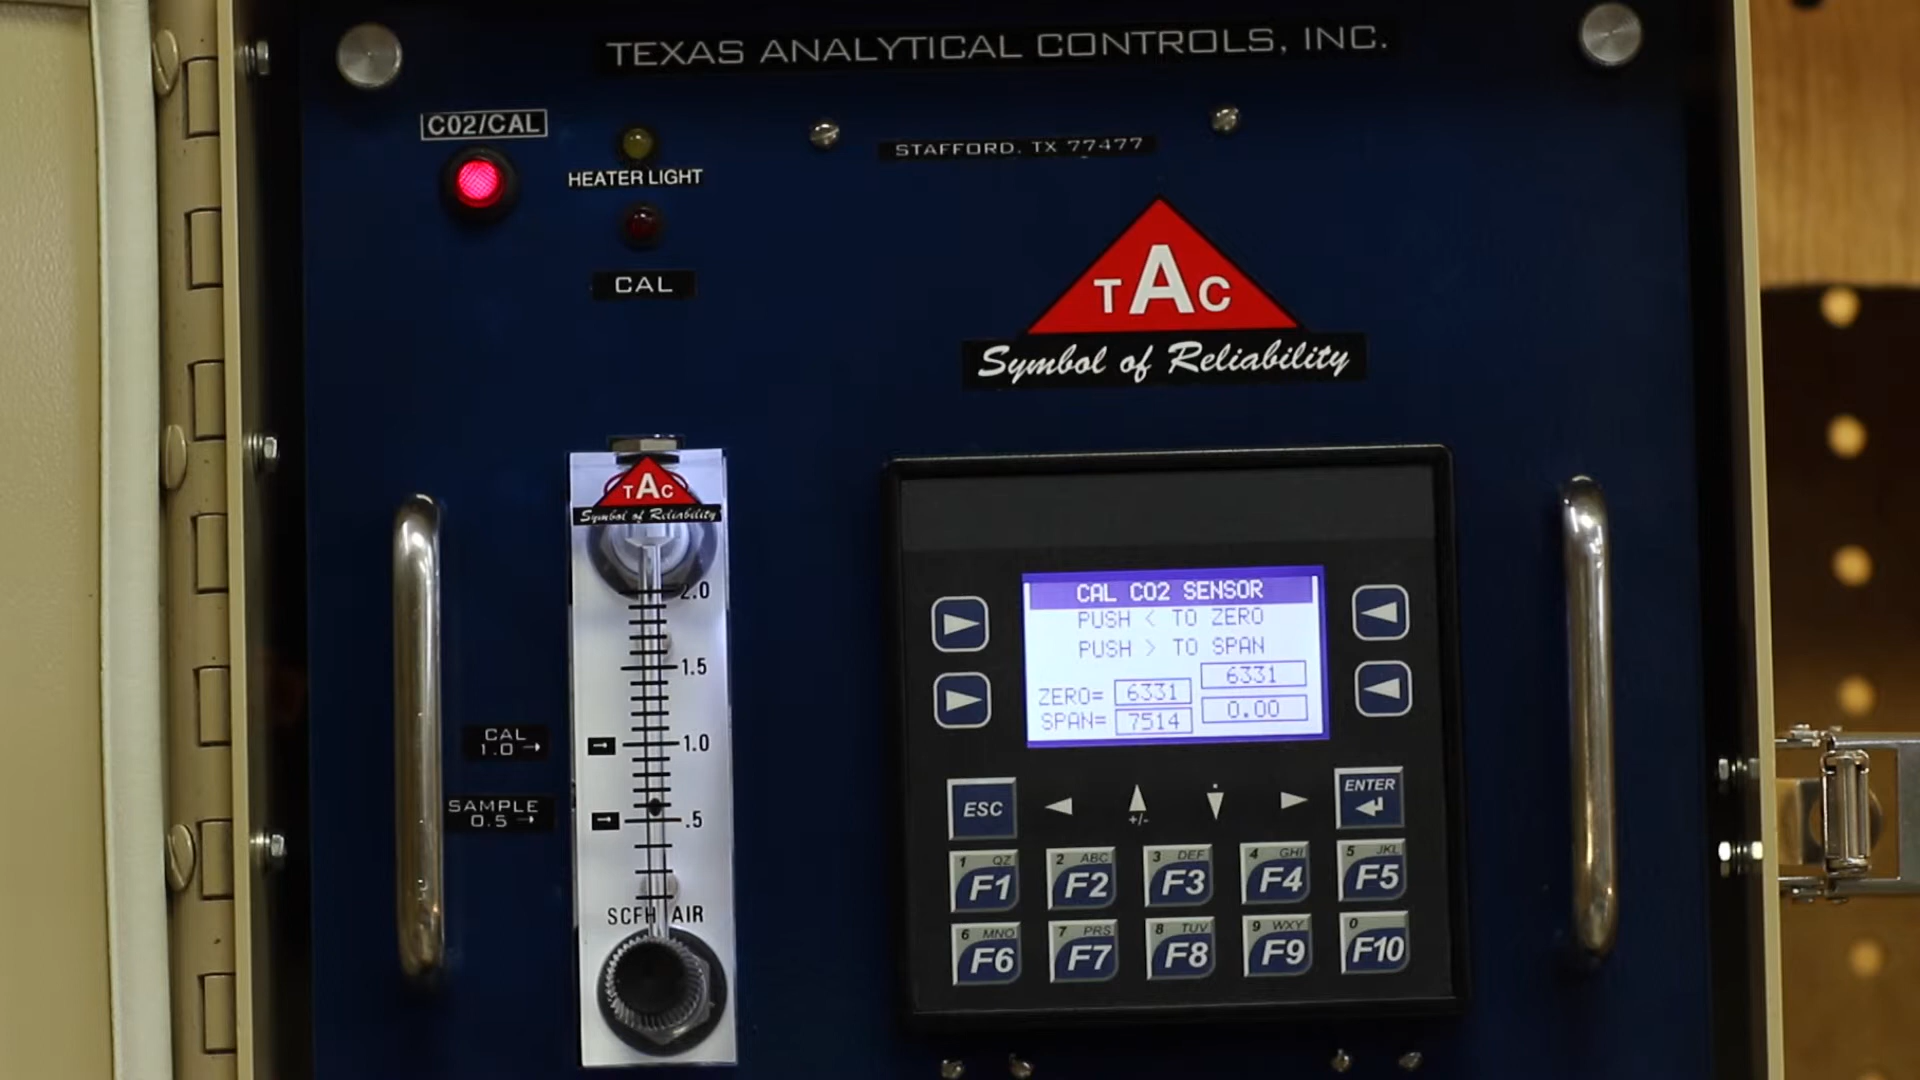 TEXAS ANALYTICAL CONTROLS, INC.
C02/CAL
HEATER LIGHT
STAFFORD, TX 77477
CAL
TAC
Symbol of Reliability
TAC
Symbol of Reliability
2.0
1.5
1.0
.5
SCFH AIR
CAL
1.0 →
SAMPLE
0.5 →
CAL CO2 SENSOR
PUSH < TO ZERO
PUSH > TO SPAN
6331
ZERO= 6331
0.00
SPAN= 7514
ESC
+/-
ENTER
1 QZ F1
2 ABC F2
3 DEF F3
4 GHI F4
5 JKL F5
6 MNO F6
7 PRS F7
8 TUV F8
9 WXY F9
0 F10